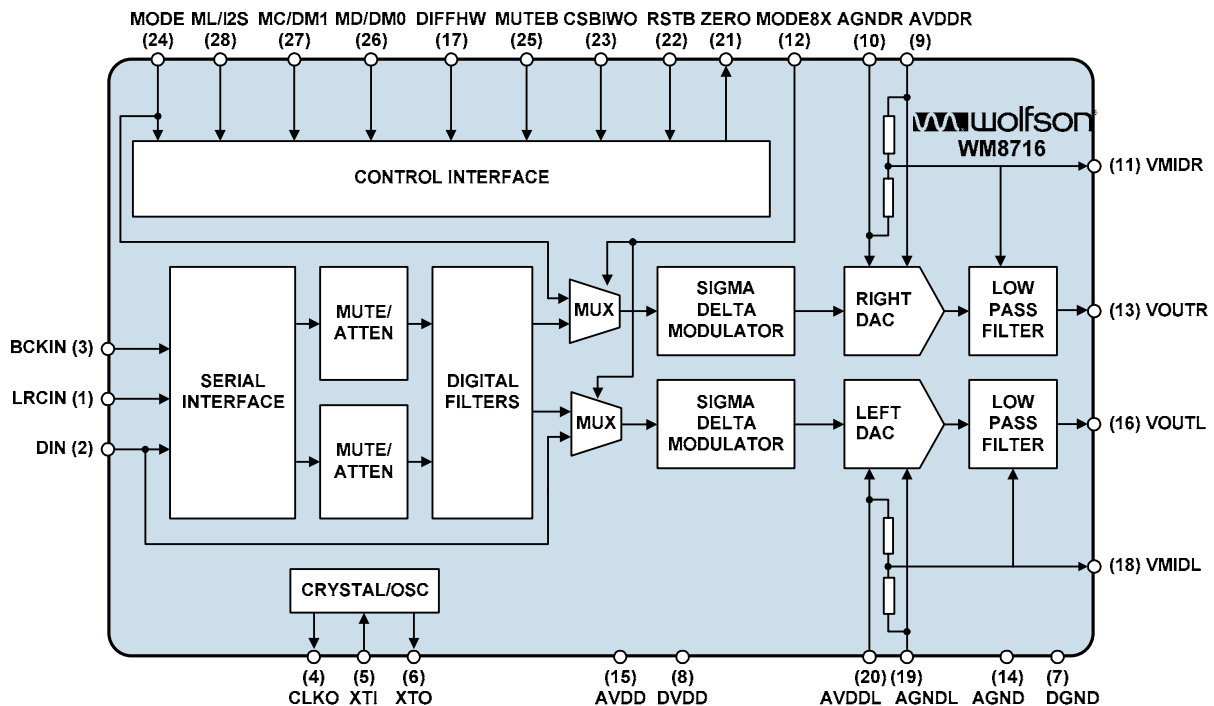 MODE ML/I2S MC/DM1 MD/DM0 DIFFHW MUTEB CSBIWO RSTB ZERO MODE8X AGNDR AVDDR
(24) (28) (27) (26) (17) (25) (23) (22) (21) (12) (10) (9)
wolfson
WM8716
CONTROL INTERFACE
(11) VMIDR
MUTE/
ATTEN
MUX
SIGMA
DELTA
MODULATOR
RIGHT
DAC
LOW
PASS
FILTER
(13) VOUTR
BCKIN (3)
LRCIN (1)
DIN (2)
SERIAL
INTERFACE
DIGITAL
FILTERS
MUTE/
ATTEN
MUX
SIGMA
DELTA
MODULATOR
LEFT
DAC
LOW
PASS
FILTER
(16) VOUTL
(18) VMIDL
CRYSTAL/OSC
(4) (5) (6) (15) (8) (20) (19) (14) (7)
CLKO XTI XTO AVDD DVDD AVDDL AGNDL AGND DGND